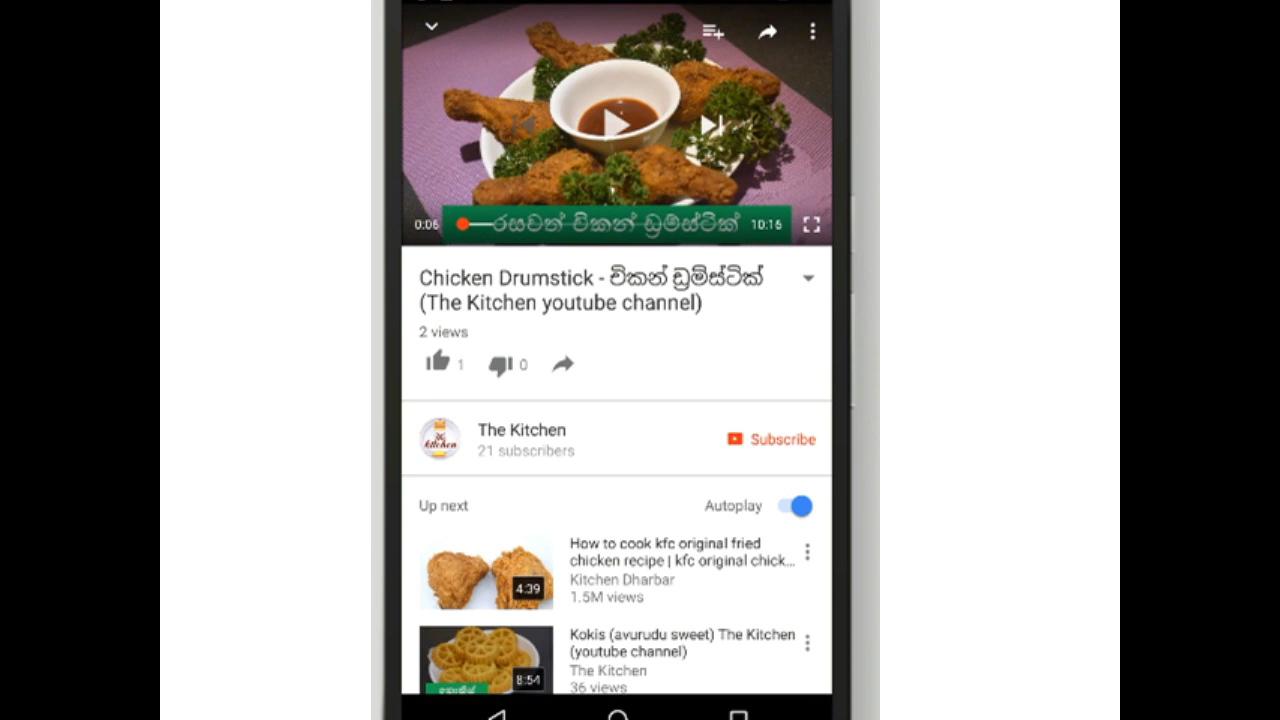 0:06
රසවත් චිකන් ඩ්‍රම්ස්ටික්
10:16
Chicken Drumstick - චිකන් ඩ්‍රම්ස්ටික්
(The Kitchen youtube channel)
2 views
1
0
kitchen
The Kitchen
21 subscribers
Subscribe
Up next
Autoplay
How to cook kfc original fried
chicken recipe | kfc original chick...
Kitchen Dharbar
1.5M views
4:39
Kokis (avurudu sweet) The Kitchen
(youtube channel)
The Kitchen
36 views
8:54